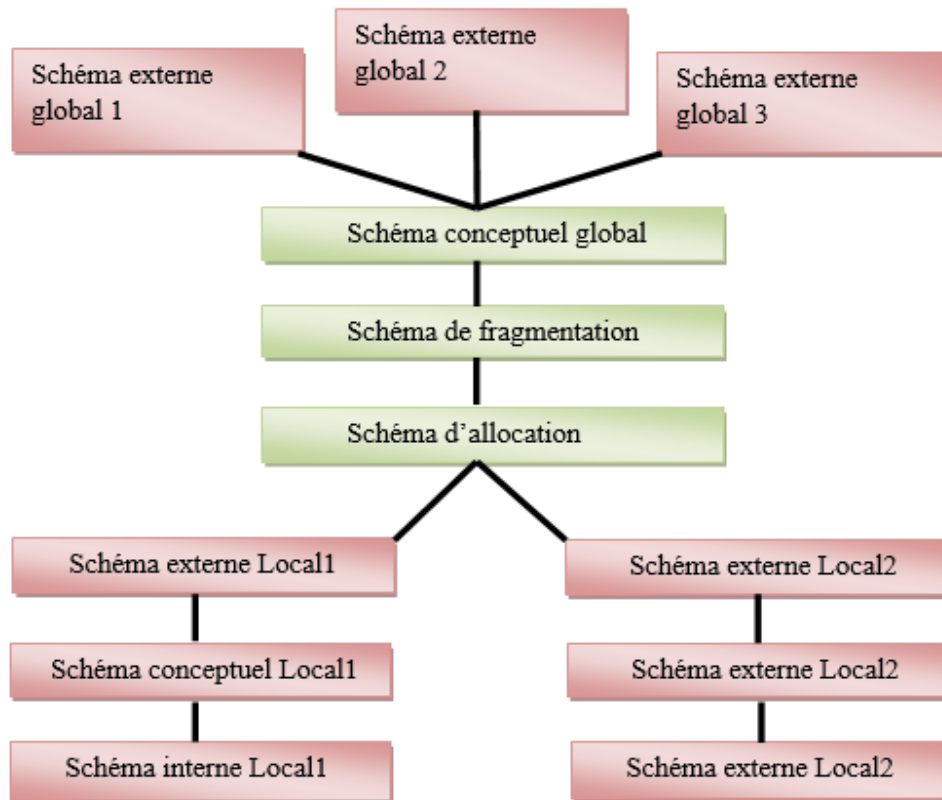 Schéma externe
global 1
Schéma externe
global 2
Schéma externe
global 3
Schéma conceptuel global
Schéma de fragmentation
Schéma d’allocation
Schéma externe Local1
Schéma externe Local2
Schéma conceptuel Local1
Schéma externe Local2
Schéma interne Local1
Schéma externe Local2